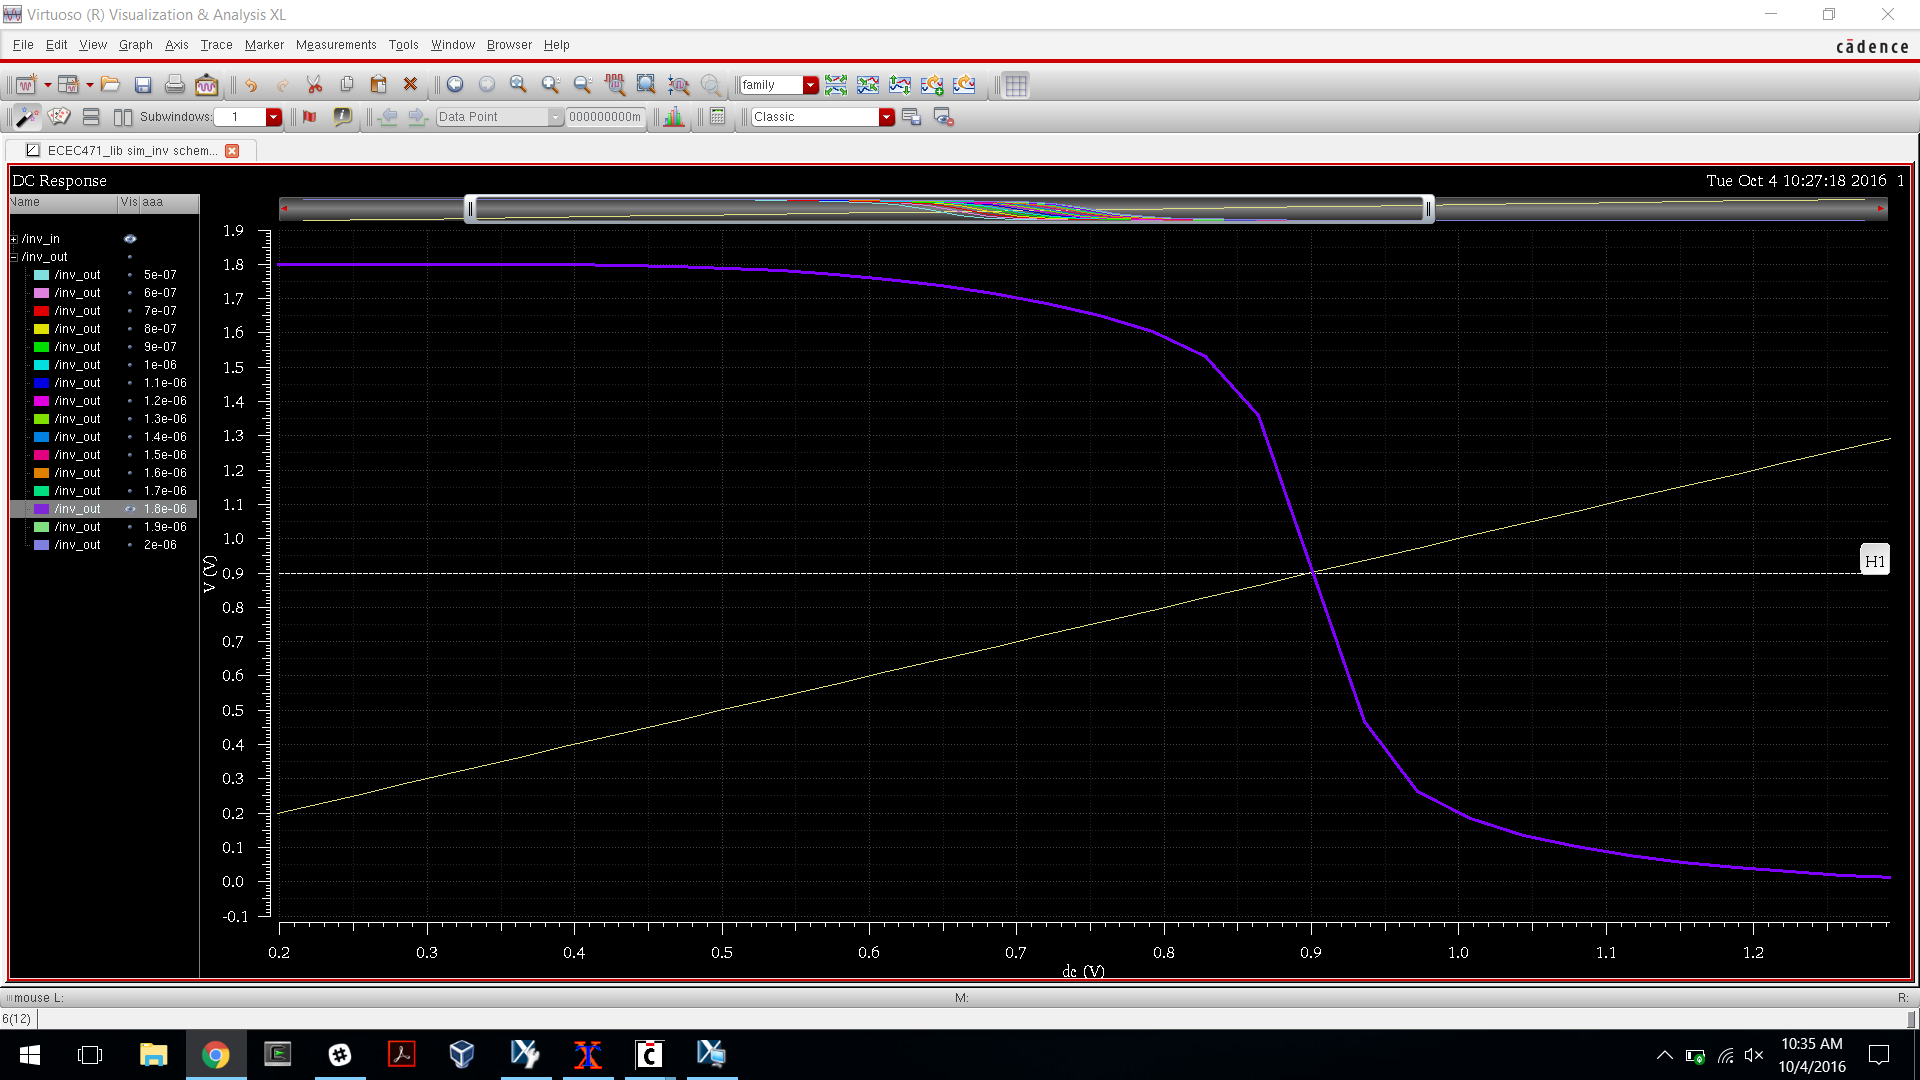 Virtuoso (R) Visualization & Analysis XL
File Edit View Graph Axis Trace Marker Measurements Tools Window Browser Help
cādence
family
Subwindows: 1 Data Point 000000000m Classic
ECEC471_lib sim_inv schem...
DC Response
Tue Oct 4 10:27:18 2016 1
Name Vis aaa
/inv_in
/inv_out
/inv_out 5e-07
/inv_out 6e-07
/inv_out 7e-07
/inv_out 8e-07
/inv_out 9e-07
/inv_out 1e-06
/inv_out 1.1e-06
/inv_out 1.2e-06
/inv_out 1.3e-06
/inv_out 1.4e-06
/inv_out 1.5e-06
/inv_out 1.6e-06
/inv_out 1.7e-06
/inv_out 1.8e-06
/inv_out 1.9e-06
/inv_out 2e-06
1.9
1.8
1.7
1.6
1.5
1.4
1.3
1.2
1.1
1.0
0.9
0.8
0.7
0.6
0.5
0.4
0.3
0.2
0.1
0.0
-0.1
V (V)
H1
0.2 0.3 0.4 0.5 0.6 0.7 0.8 0.9 1.0 1.1 1.2
dc (V)
mouse L: M: R:
6(12)
10:35 AM
10/4/2016